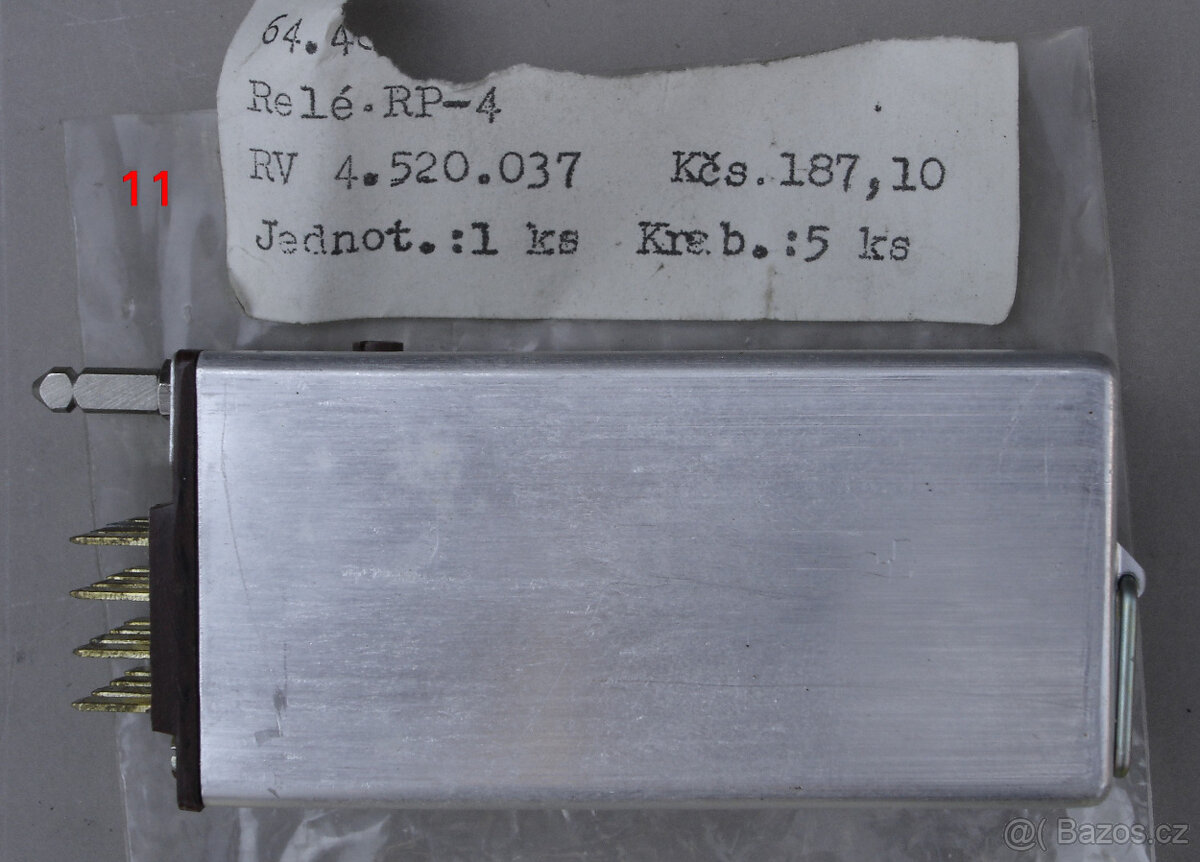 64.4
Relé.RP-4
RV 4.520.037 Kčs.187,10
Jednot.:1 ks Krab.:5 ks
11
@( Bazos.cz